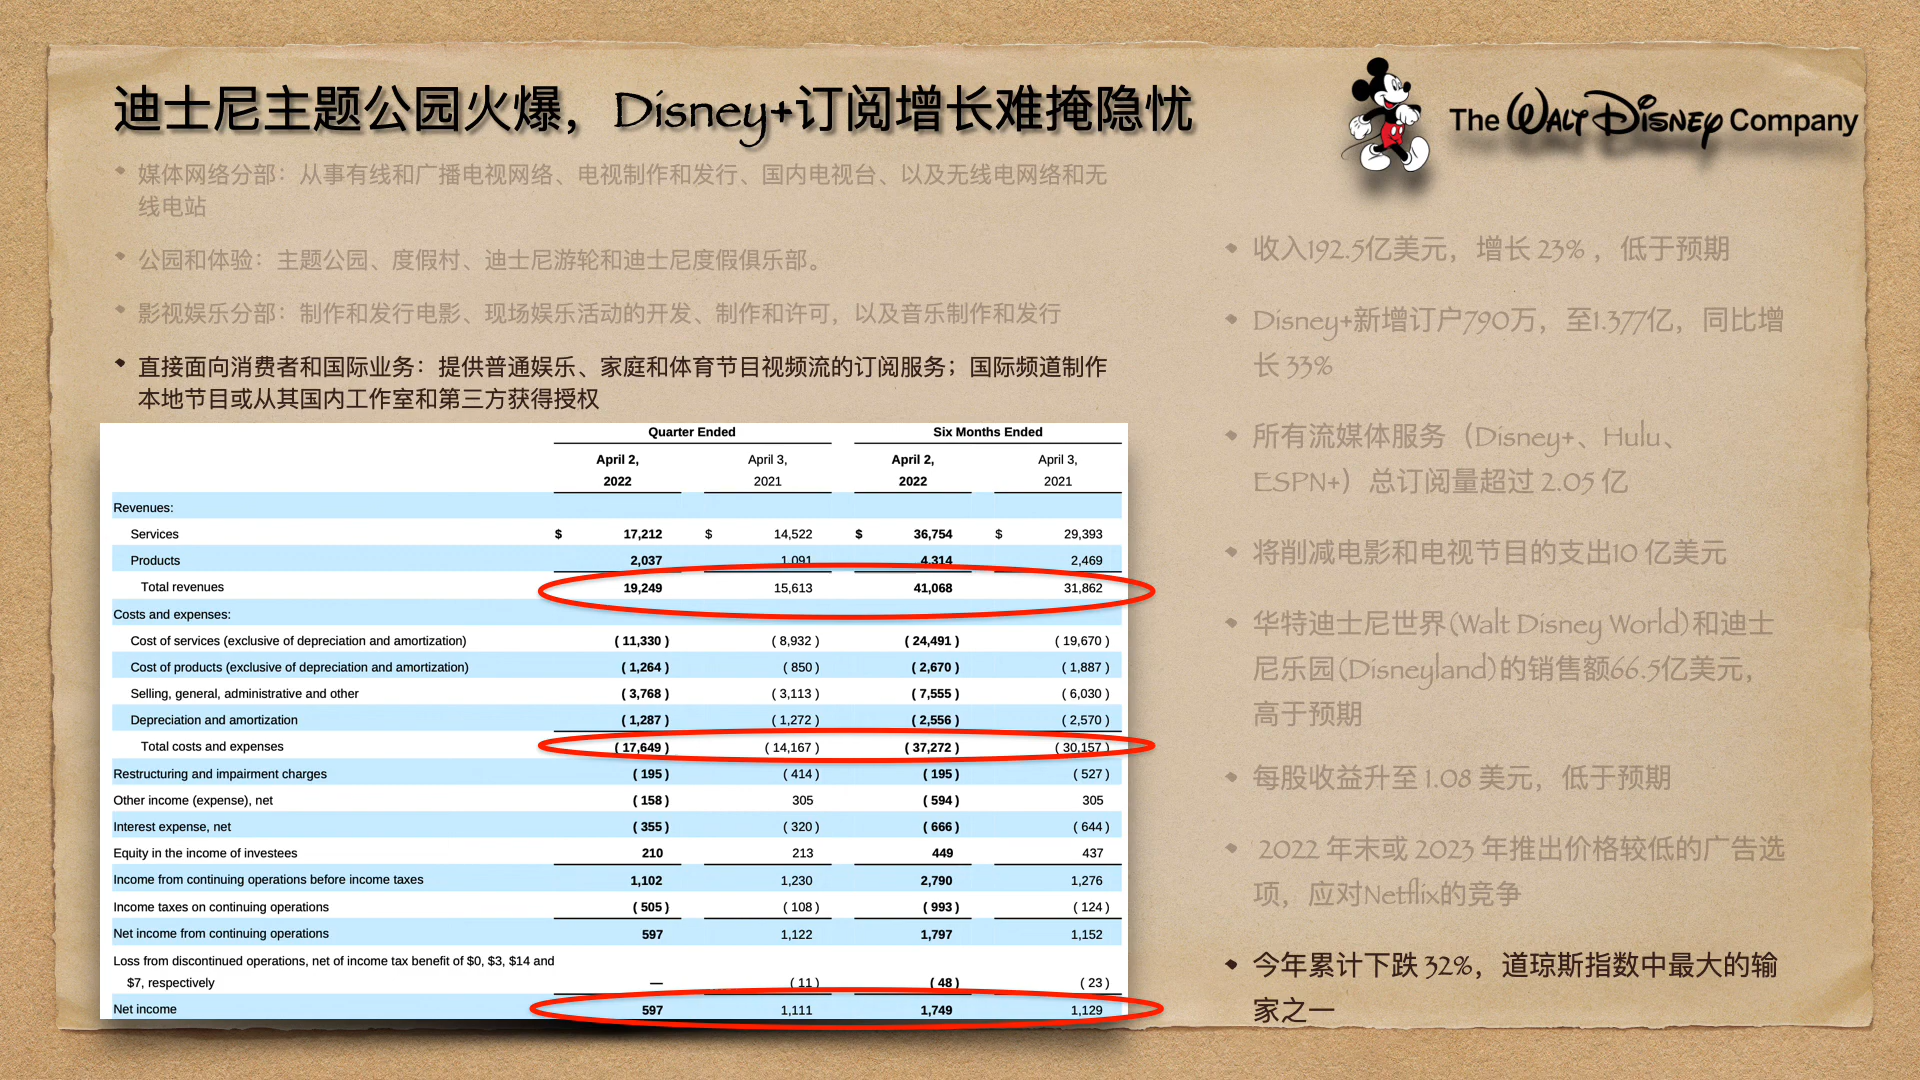 迪士尼主题公园火爆，Disney+订阅增长难掩隐忧
The WALT DISNEY Company
媒体网络分部：从事有线和广播电视网络、电视制作和发行、国内电视台、以及无线电网络和无
线电站
公园和体验：主题公园、度假村、迪士尼游轮和迪士尼度假俱乐部。
影视娱乐分部：制作和发行电影、现场娱乐活动的开发、制作和许可，以及音乐制作和发行
直接面向消费者和国际业务：提供普通娱乐、家庭和体育节目视频流的订阅服务；国际频道制作
本地节目或从其国内工作室和第三方获得授权
Quarter Ended Six Months Ended
April 2, April 3, April 2, April 3,
2022 2021 2022 2021
Revenues:
Services $ 17,212 $ 14,522 $ 36,754 $ 29,393
Products 2,037 1,091 4,314 2,469
Total revenues 19,249 15,613 41,068 31,862
Costs and expenses:
Cost of services (exclusive of depreciation and amortization) ( 11,330 ) ( 8,932 ) ( 24,491 ) ( 19,670 )
Cost of products (exclusive of depreciation and amortization) ( 1,264 ) ( 850 ) ( 2,670 ) ( 1,887 )
Selling, general, administrative and other ( 3,768 ) ( 3,113 ) ( 7,555 ) ( 6,030 )
Depreciation and amortization ( 1,287 ) ( 1,272 ) ( 2,556 ) ( 2,570 )
Total costs and expenses ( 17,649 ) ( 14,167 ) ( 37,272 ) ( 30,157 )
Restructuring and impairment charges ( 195 ) ( 414 ) ( 195 ) ( 527 )
Other income (expense), net ( 158 ) 305 ( 594 ) 305
Interest expense, net ( 355 ) ( 320 ) ( 666 ) ( 644 )
Equity in the income of investees 210 213 449 437
Income from continuing operations before income taxes 1,102 1,230 2,790 1,276
Income taxes on continuing operations ( 505 ) ( 108 ) ( 993 ) ( 124 )
Net income from continuing operations 597 1,122 1,797 1,152
Loss from discontinued operations, net of income tax benefit of $0, $3, $14 and
$7, respectively — ( 11 ) ( 48 ) ( 23 )
Net income 597 1,111 1,749 1,129
收入192.5亿美元，增长 23% ，低于预期
Disney+新增订户790万，至1.377亿，同比增
长 33%
所有流媒体服务（Disney+、Hulu、
ESPN+）总订阅量超过 2.05 亿
将削减电影和电视节目的支出10 亿美元
华特迪士尼世界(Walt Disney World)和迪士
尼乐园(Disneyland)的销售额66.5亿美元，
高于预期
每股收益升至 1.08 美元，低于预期
2022 年末或 2023 年推出价格较低的广告选
项，应对Netflix的竞争
今年累计下跌 32%，道琼斯指数中最大的输
家之一